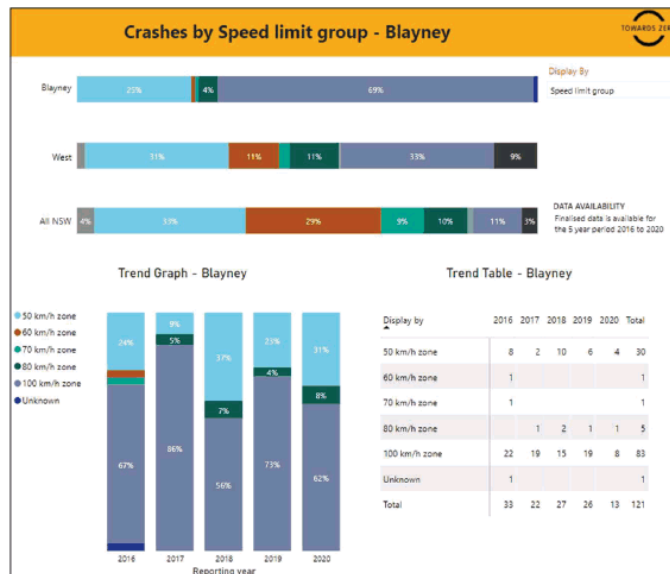 Crashes by Speed limit group - Blayney
TOWARDS ZERO
Display By
Speed limit group
Blayney 25% 4% 69%
West 31% 11% 11% 33% 9%
All NSW 4% 33% 29% 9% 10% 11% 3%
DATA AVAILABILITY
Finalised data is available for
the 5 year period 2016 to 2020
Trend Graph - Blayney
50 km/h zone
60 km/h zone
70 km/h zone
80 km/h zone
100 km/h zone
Unknown
24% 9% 37% 23% 31%
5% 7% 4% 8%
67% 86% 56% 73% 62%
2016 2017 2018 2019 2020
Reporting year
Trend Table - Blayney
Display by 2016 2017 2018 2019 2020 Total
50 km/h zone 8 2 10 6 4 30
60 km/h zone 1 1
70 km/h zone 1 1
80 km/h zone 1 2 1 1 5
100 km/h zone 22 19 15 19 8 83
Unknown 1 1
Total 33 22 27 26 13 121